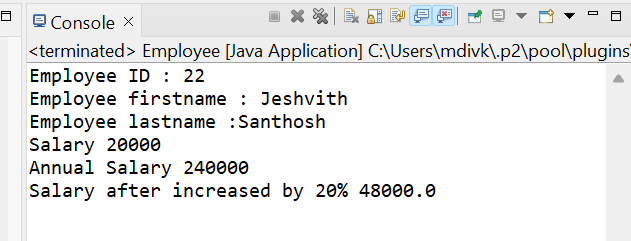 Console
<terminated> Employee [Java Application] C:\Users\mdivk\.p2\pool\plugins\
Employee ID : 22
Employee firstname : Jeshvith
Employee lastname :Santhosh
Salary 20000
Annual Salary 240000
Salary after increased by 20% 48000.0